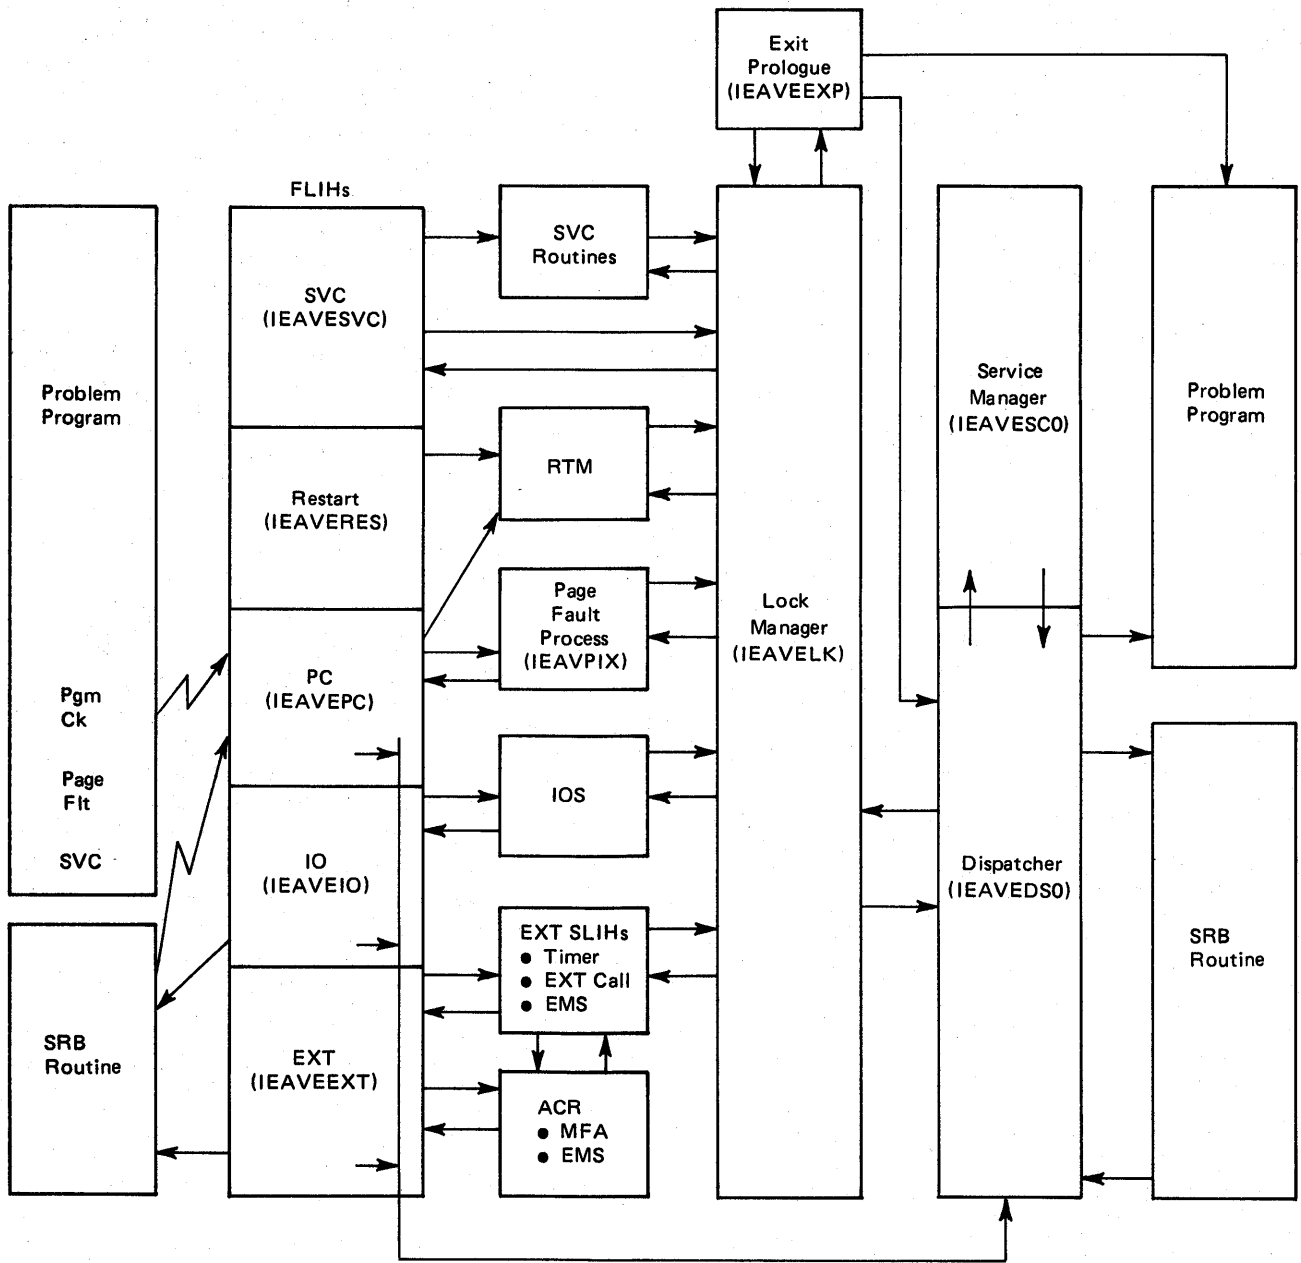 Exit
Prologue
(IEAVEEXP)
FLIHs
Problem
Program
Pgm
Ck
Page
Flt
SVC
SRB
Routine
SVC
(IEAVESVC)
Restart
(IEAVERES)
PC
(IEAVEPC)
IO
(IEAVEIO)
EXT
(IEAVEEXT)
SVC
Routines
RTM
Page
Fault
Process
(IEAVPIX)
IOS
EXT SLIHs
● Timer
● EXT Call
● EMS
ACR
● MFA
● EMS
Lock
Manager
(IEAVELK)
Service
Manager
(IEAVESC0)
Dispatcher
(IEAVEDS0)
Problem
Program
SRB
Routine